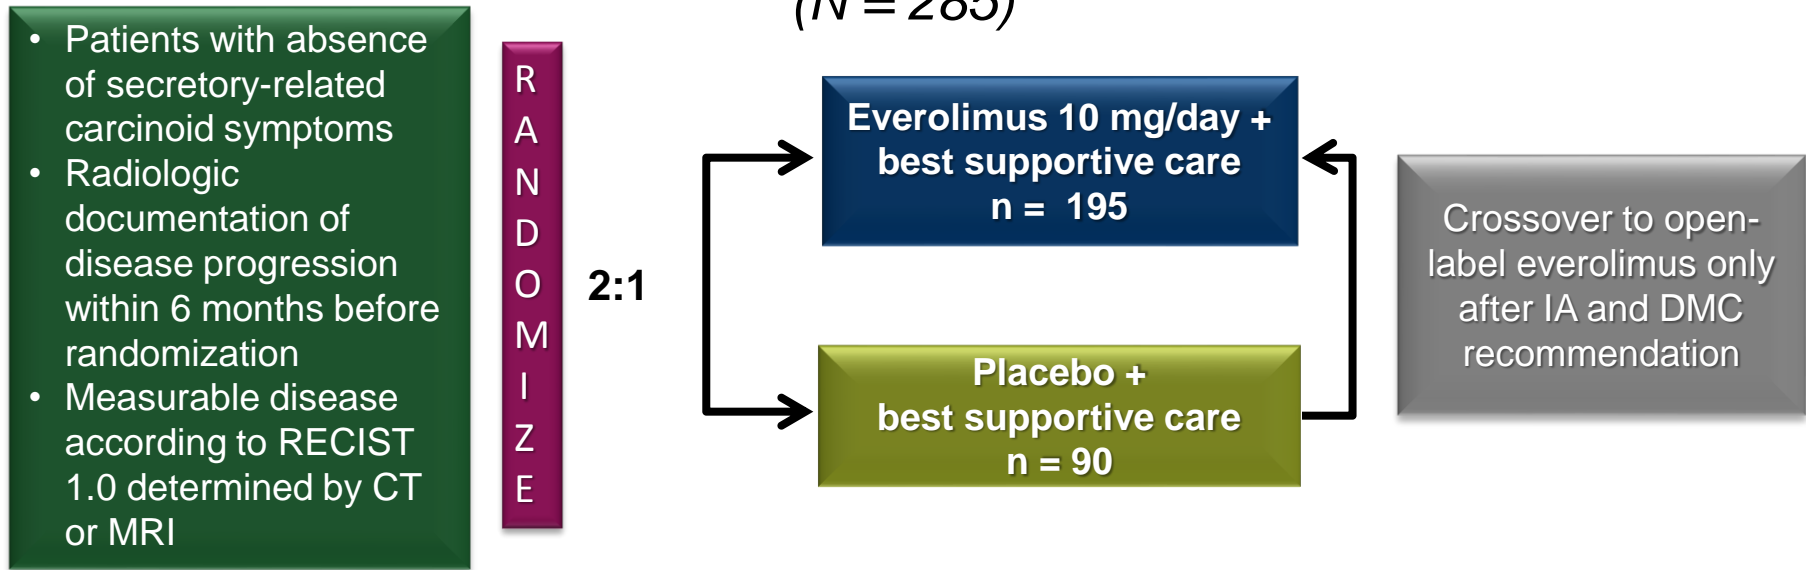 (N = 285)
• Patients with absence
of secretory-related
carcinoid symptoms
• Radiologic
documentation of
disease progression
within 6 months before
randomization
• Measurable disease
according to RECIST
1.0 determined by CT
or MRI
R
A
N
D
O
M
I
Z
E
2:1
Everolimus 10 mg/day +
best supportive care
n = 195
Placebo +
best supportive care
n = 90
Crossover to open-
label everolimus only
after IA and DMC
recommendation